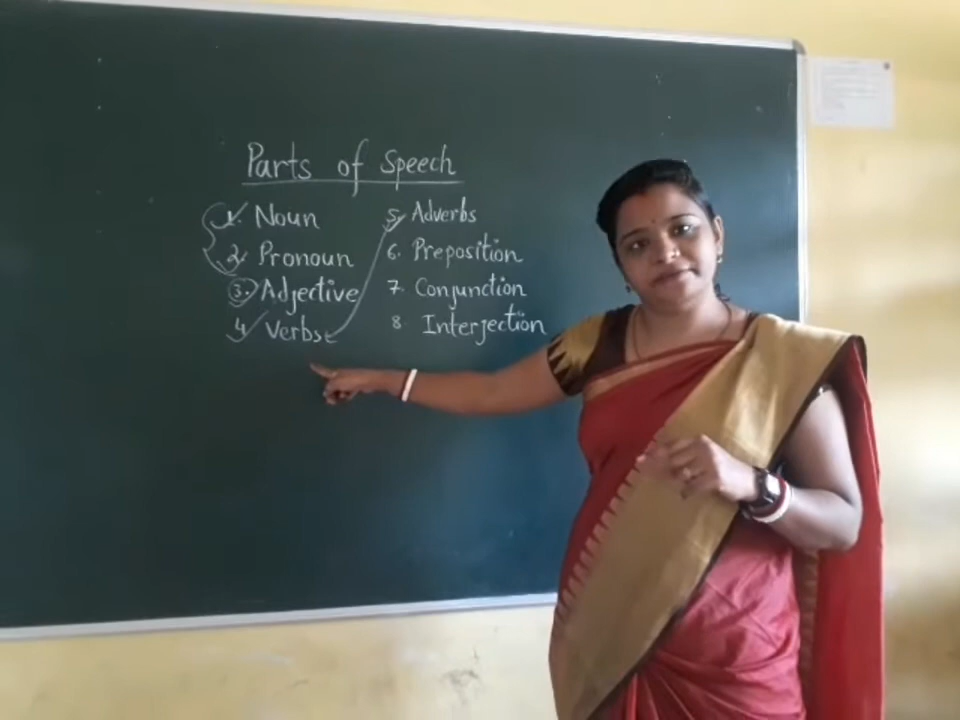 Parts of Speech
1. Noun
2. Pronoun
3. Adjective
4 Verbs
5. Adverbs
6. Preposition
7. Conjunction
8 Interjection